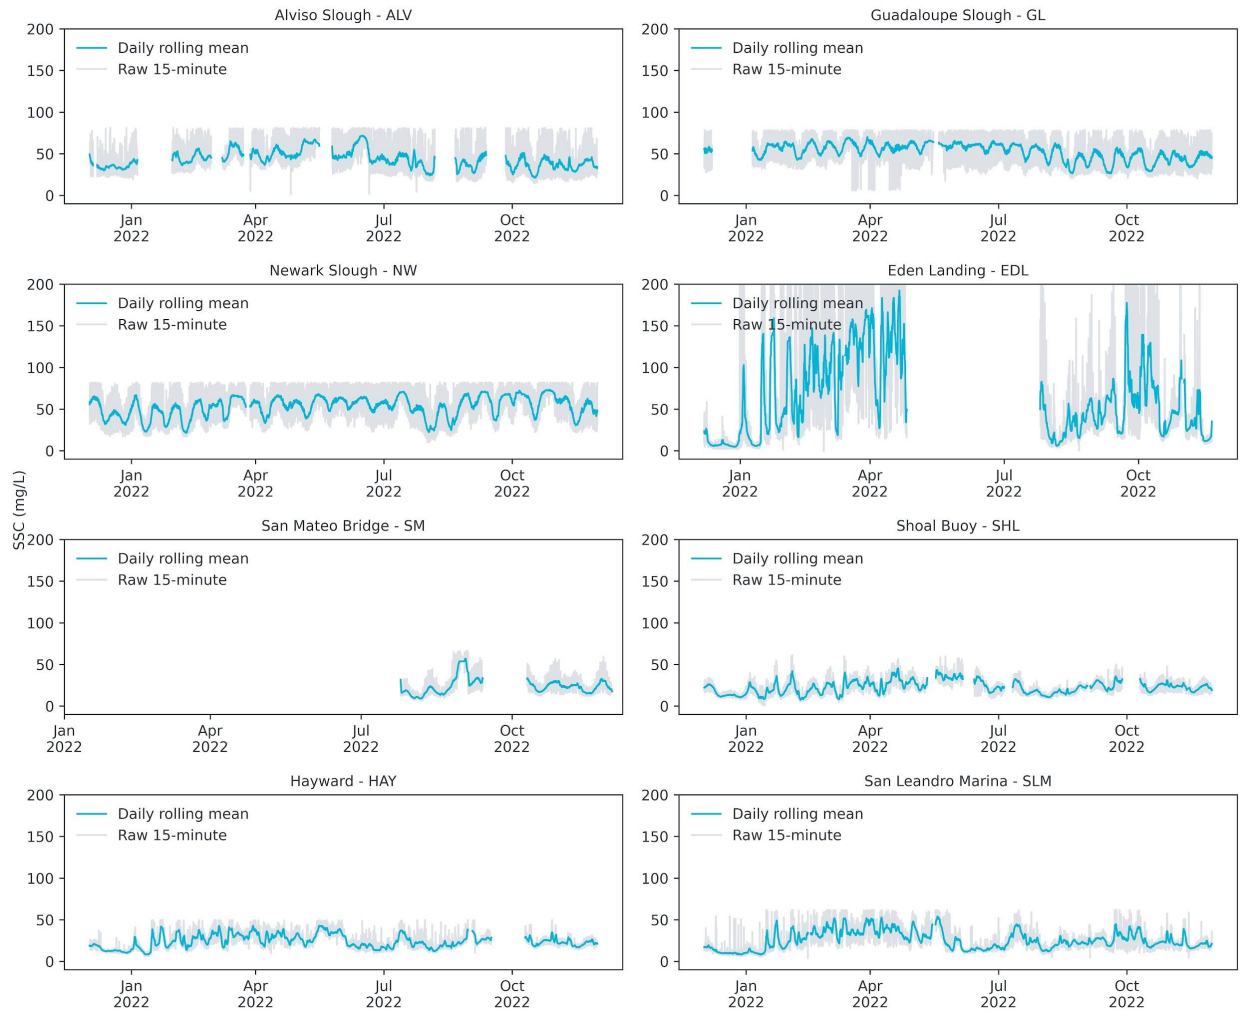 Alviso Slough - ALV
200
150
100
50
0
Daily rolling mean
Raw 15-minute
Jan
2022
Apr
2022
Jul
2022
Oct
2022
Guadaloupe Slough - GL
200
150
100
50
0
Daily rolling mean
Raw 15-minute
Jan
2022
Apr
2022
Jul
2022
Oct
2022
Newark Slough - NW
200
150
100
50
0
Daily rolling mean
Raw 15-minute
Jan
2022
Apr
2022
Jul
2022
Oct
2022
Eden Landing - EDL
200
150
100
50
0
Daily rolling mean
Raw 15-minute
Jan
2022
Apr
2022
Jul
2022
Oct
2022
SSC (mg/L)
San Mateo Bridge - SM
200
150
100
50
0
Daily rolling mean
Raw 15-minute
Jan
2022
Apr
2022
Jul
2022
Oct
2022
Shoal Buoy - SHL
200
150
100
50
0
Daily rolling mean
Raw 15-minute
Jan
2022
Apr
2022
Jul
2022
Oct
2022
Hayward - HAY
200
150
100
50
0
Daily rolling mean
Raw 15-minute
Jan
2022
Apr
2022
Jul
2022
Oct
2022
San Leandro Marina - SLM
200
150
100
50
0
Daily rolling mean
Raw 15-minute
Jan
2022
Apr
2022
Jul
2022
Oct
2022